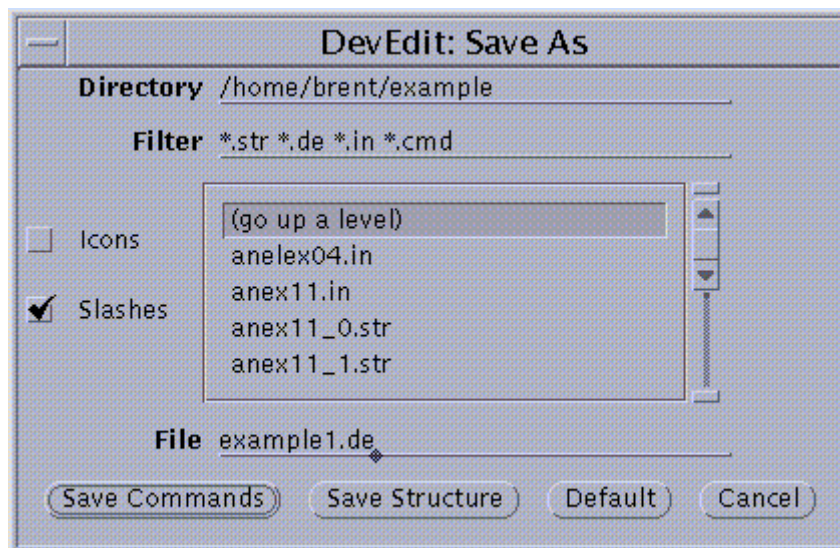 DevEdit: Save As
Directory /home/brent/example
Filter *.str *.de *.in *.cmd
(go up a level)
anelex04.in
anex11.in
anex11_0.str
anex11_1.str
Icons
Slashes
File example1.de
Save Commands Save Structure Default Cancel